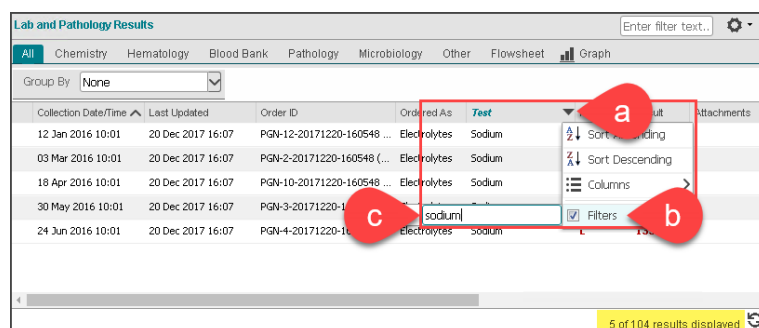 Lab and Pathology Results Enter filter text..
All Chemistry Hematology Blood Bank Pathology Microbiology Other Flowsheet Graph
Group By None
Collection Date/Time Last Updated Order ID Ordered As Test a Attachments
12 Jan 2016 10:01 20 Dec 2017 16:07 PGN-12-20171220-160548 ... Electrolytes Sodium Sort
03 Mar 2016 10:01 20 Dec 2017 16:07 PGN-2-20171220-160548 (... Electrolytes Sodium Sort Descending
18 Apr 2016 10:01 20 Dec 2017 16:07 PGN-10-20171220-160548 ... Electrolytes Sodium Columns
30 May 2016 10:01 20 Dec 2017 16:07 PGN-3-20171220-160 c sodium Filters b
24 Jun 2016 10:01 20 Dec 2017 16:07 PGN-4-20171220-16 Electrolytes Sodium L
5 of 104 results displayed